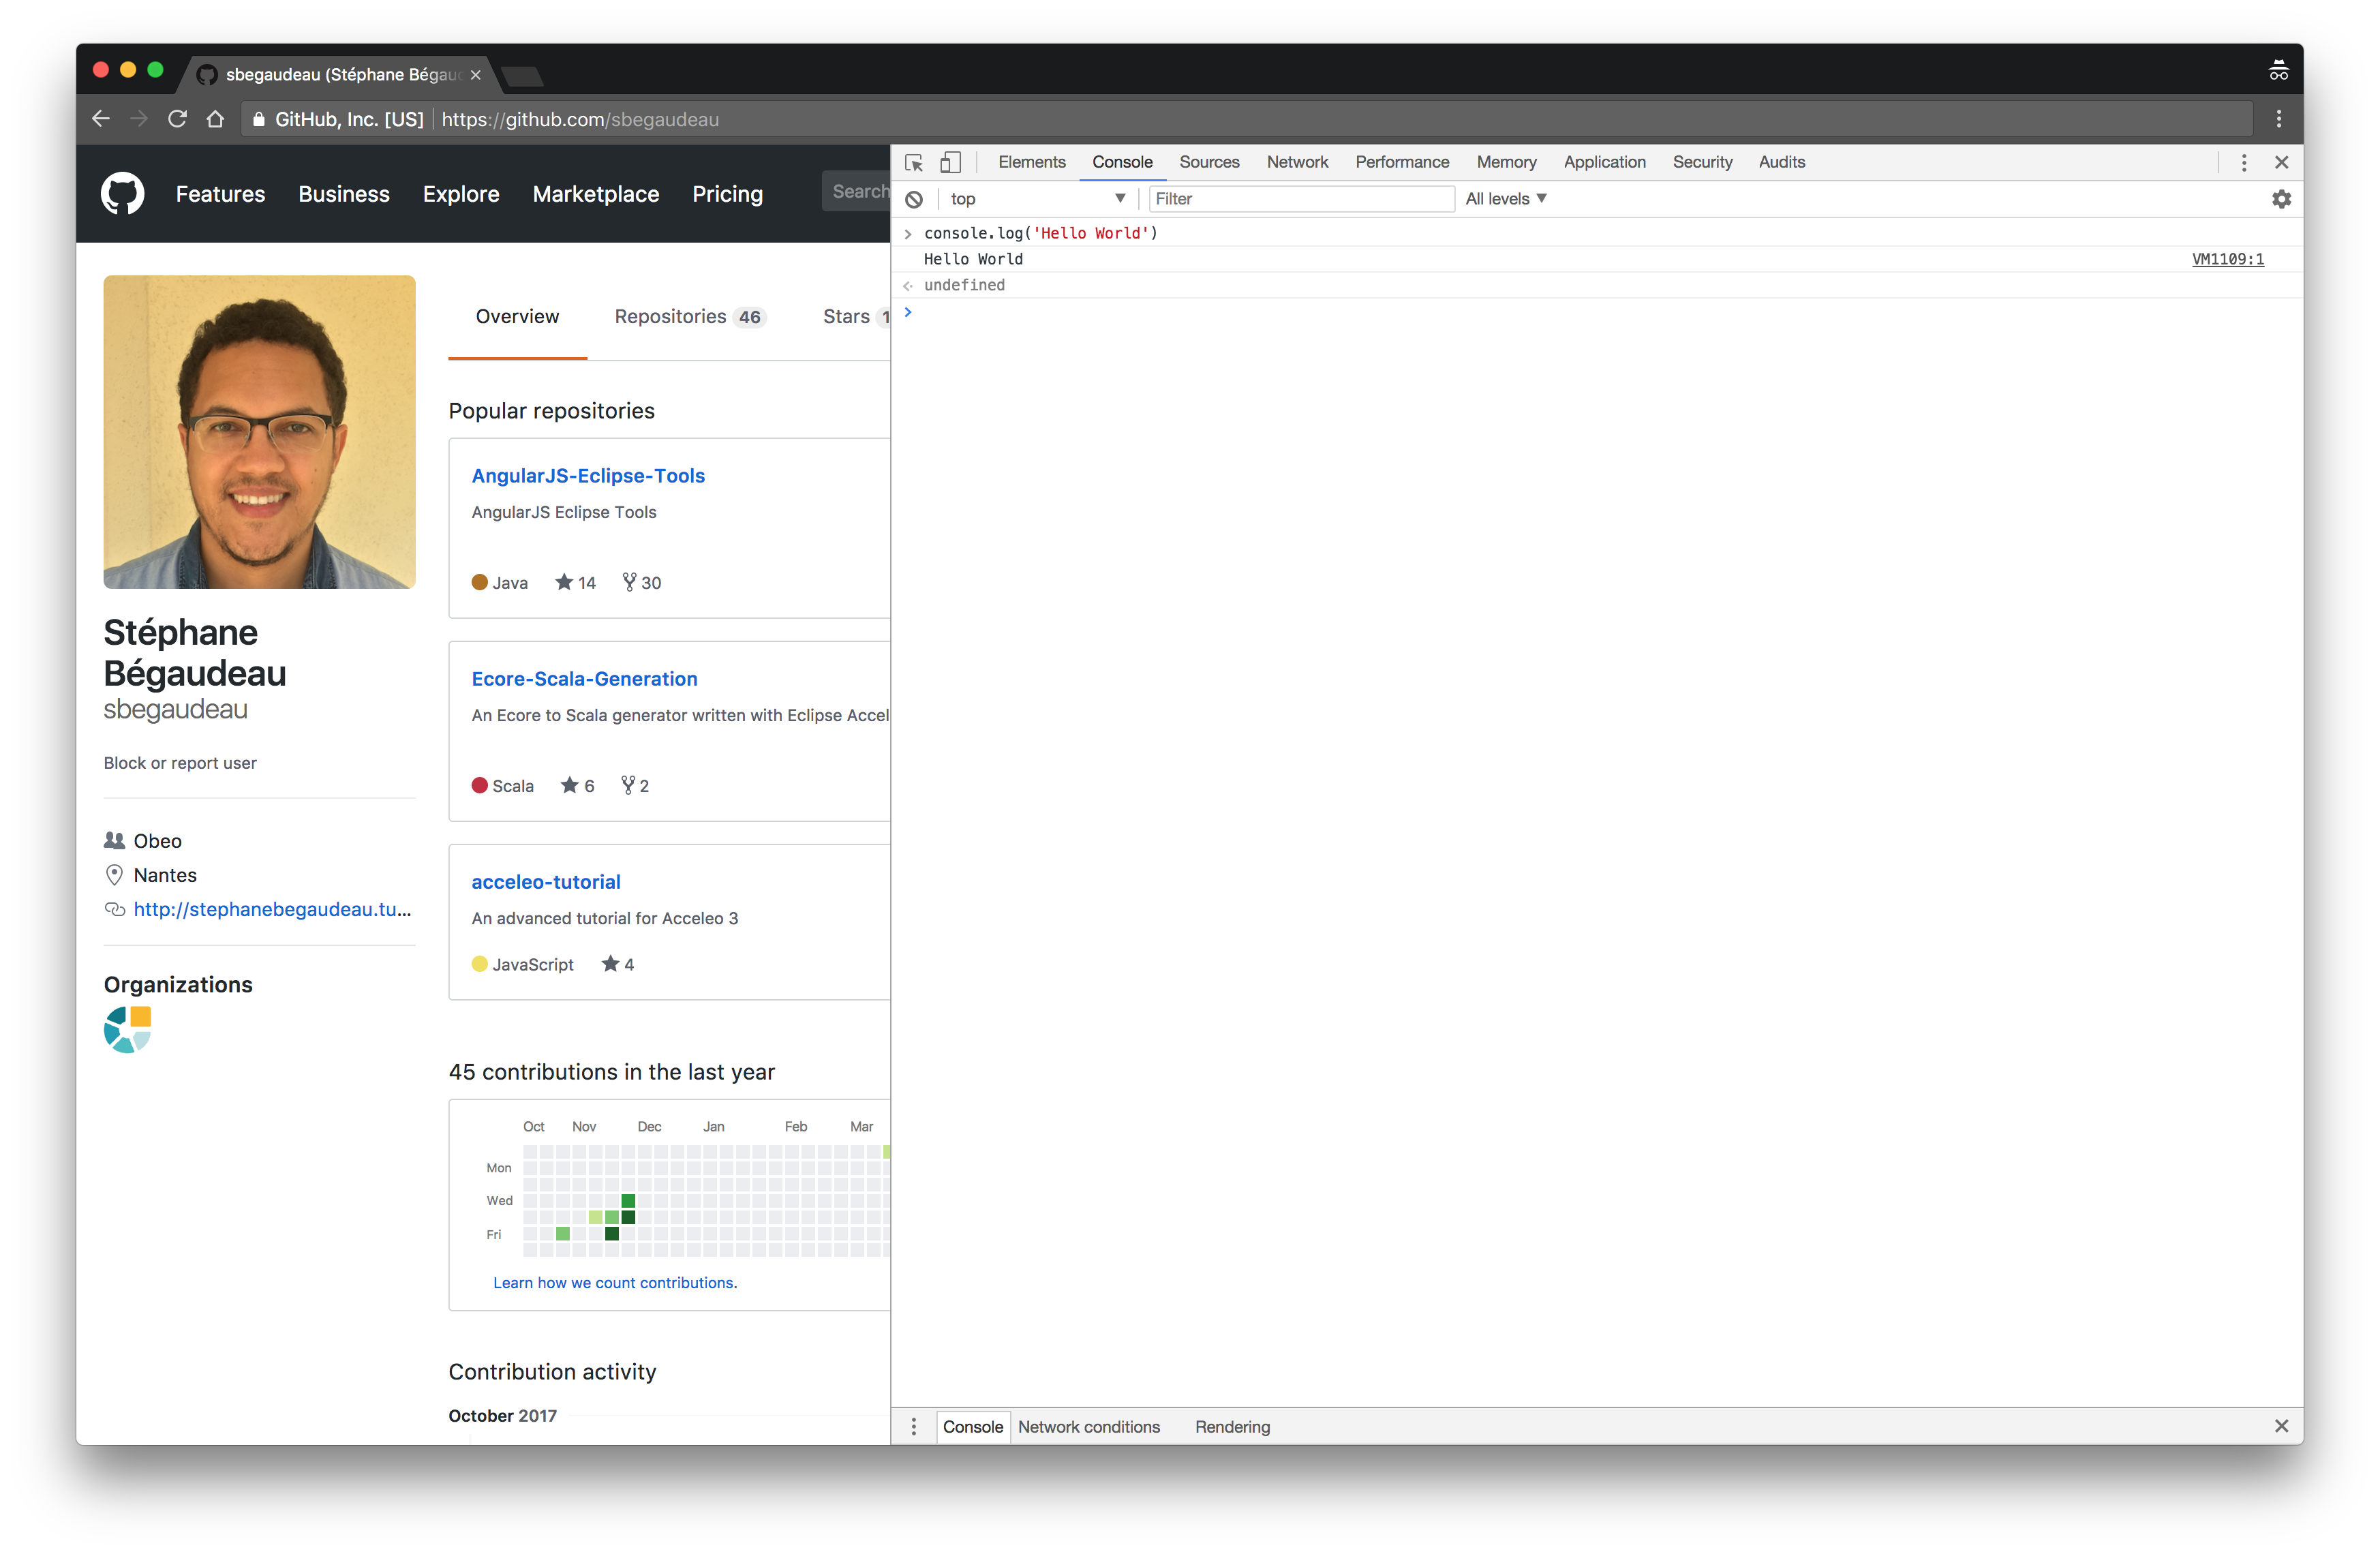 sbegaudeau (Stéphane Bégau
GitHub, Inc. [US] https://github.com/sbegaudeau
Features Business Explore Marketplace Pricing Search
Overview Repositories 46 Stars 1
Stéphane
Bégaudeau
sbegaudeau
Block or report user
Obeo
Nantes
http://stephanebegaudeau.tu...
Organizations
Popular repositories
AngularJS-Eclipse-Tools
AngularJS Eclipse Tools
Java 14 30
Ecore-Scala-Generation
An Ecore to Scala generator written with Eclipse Accel
Scala 6 2
acceleo-tutorial
An advanced tutorial for Acceleo 3
JavaScript 4
45 contributions in the last year
Oct Nov Dec Jan Feb Mar
Mon
Wed
Fri
Learn how we count contributions.
Contribution activity
October 2017
Elements Console Sources Network Performance Memory Application Security Audits
top ▼ Filter All levels ▼
> console.log('Hello World')
Hello World VM1109:1
undefined
>
Console Network conditions Rendering